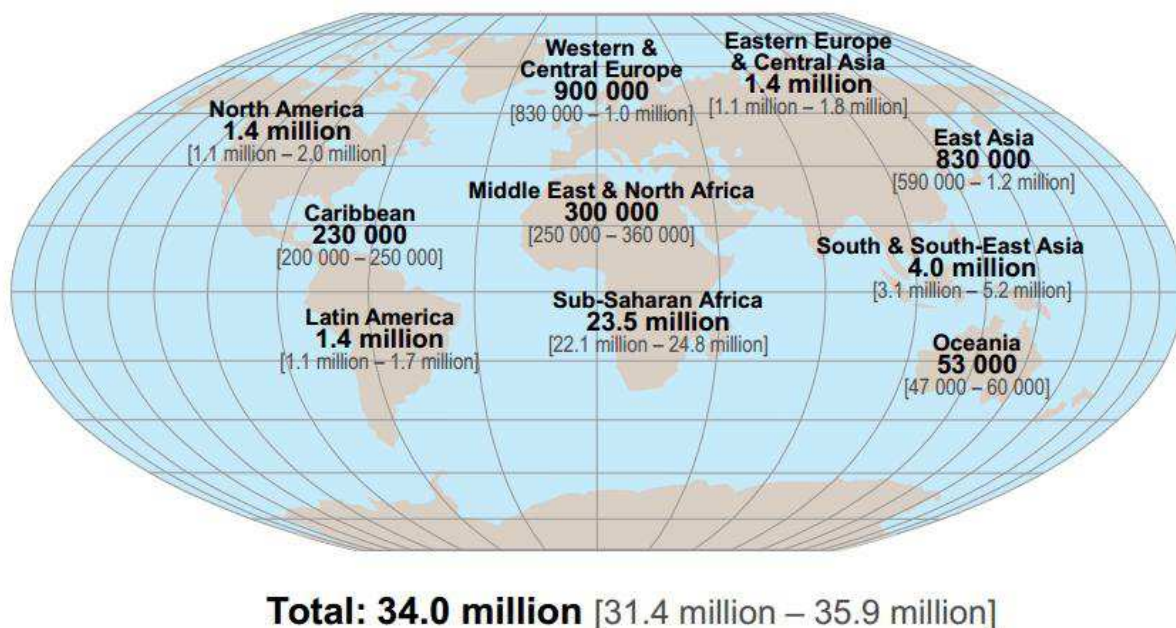 Western &
Central Europe
900 000
[830 000 – 1.0 million]
Eastern Europe
& Central Asia
1.4 million
[1.1 million – 1.8 million]
North America
1.4 million
[1.1 million – 2.0 million]
East Asia
830 000
[590 000 – 1.2 million]
Middle East & North Africa
300 000
[250 000 – 360 000]
Caribbean
230 000
[200 000 – 250 000]
South & South-East Asia
4.0 million
[3.1 million – 5.2 million]
Sub-Saharan Africa
23.5 million
[22.1 million – 24.8 million]
Latin America
1.4 million
[1.1 million – 1.7 million]
Oceania
53 000
[47 000 – 60 000]
Total: 34.0 million [31.4 million – 35.9 million]